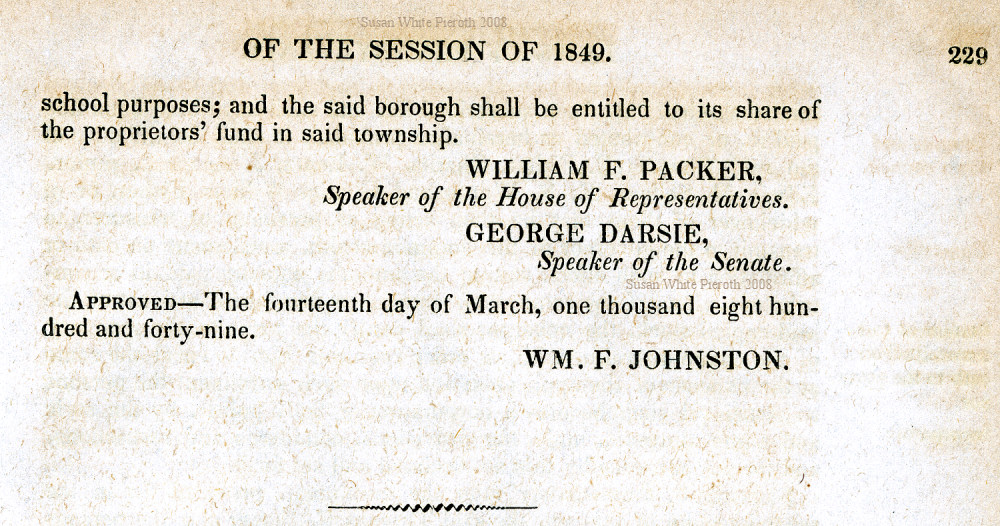 Susan White Pieroth 2008
OF THE SESSION OF 1849.
229
school purposes; and the said borough shall be entitled to its share of
the proprietors' fund in said township.
WILLIAM F. PACKER,
Speaker of the House of Representatives.
GEORGE DARSIE,
Speaker of the Senate.
Susan White Pieroth 2008
APPROVED—The fourteenth day of March, one thousand eight hun-
dred and forty-nine.
WM. F. JOHNSTON.